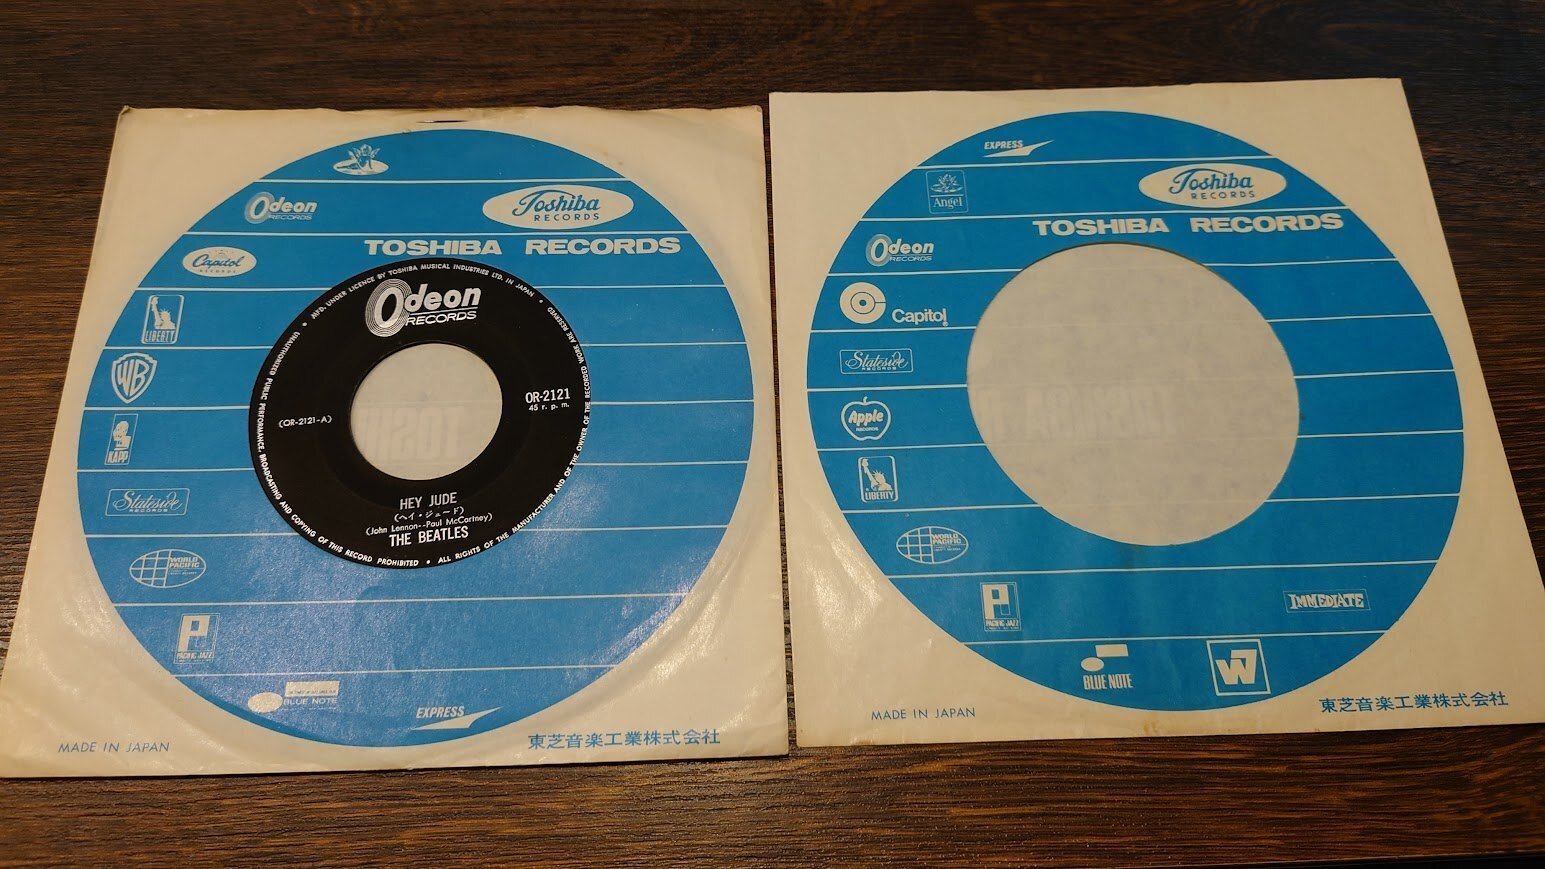 Odeon
RECORDS
Toshiba
RECORDS
TOSHIBA RECORDS
Capitol
RECORDS
LIBERTY
WB
KAPP
Stateside
RECORDS
WORLD
PACIFIC
P
PACIFIC JAZZ
BLUE NOTE
EXPRESS
MADE IN JAPAN
東芝音楽工業株式会社
MFD. UNDER LICENCE BY TOSHIBA MUSICAL INDUSTRIES LTD. IN JAPAN • ALL RIGHTS OF THE MANUFACTURER AND OF THE OWNER OF THE RECORDED WORK ARE RESERVED • UNAUTHORIZED PUBLIC PERFORMANCE, BROADCASTING AND COPYING OF THIS RECORD PROHIBITED •
Odeon
RECORDS
OR-2121
45 r. p. m.
(OR-2121-A)
HEY JUDE
(ヘイ・ジュード)
(John Lennon--Paul McCartney)
THE BEATLES
EXPRESS
Angel
Toshiba
RECORDS
TOSHIBA RECORDS
Odeon
RECORDS
Capitol
Stateside
RECORDS
Apple
RECORDS
LIBERTY
WORLD
PACIFIC
P
PACIFIC JAZZ
IMMEDIATE
BLUE NOTE
W7
MADE IN JAPAN
東芝音楽工業株式会社